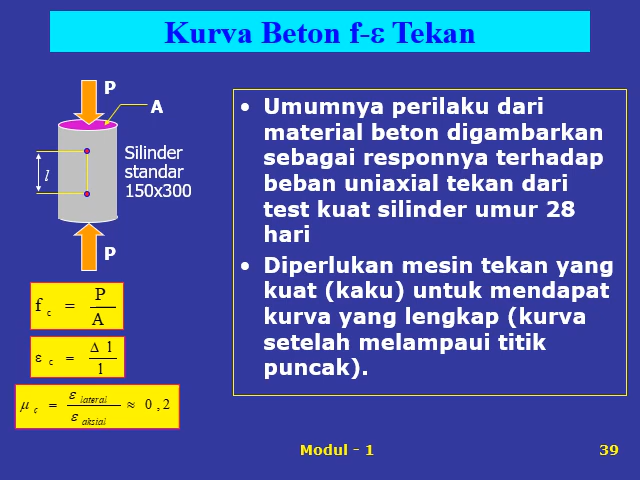 Kurva Beton f-ε Tekan
P
A
Silinder
standar
150x300
l
P
f c = P / A
ε c = Δ l / l
μ c = ε lateral / ε aksial ≈ 0 , 2
• Umumnya perilaku dari
material beton digambarkan
sebagai responnya terhadap
beban uniaxial tekan dari
test kuat silinder umur 28
hari
• Diperlukan mesin tekan yang
kuat (kaku) untuk mendapat
kurva yang lengkap (kurva
setelah melampaui titik
puncak).
Modul - 1
39